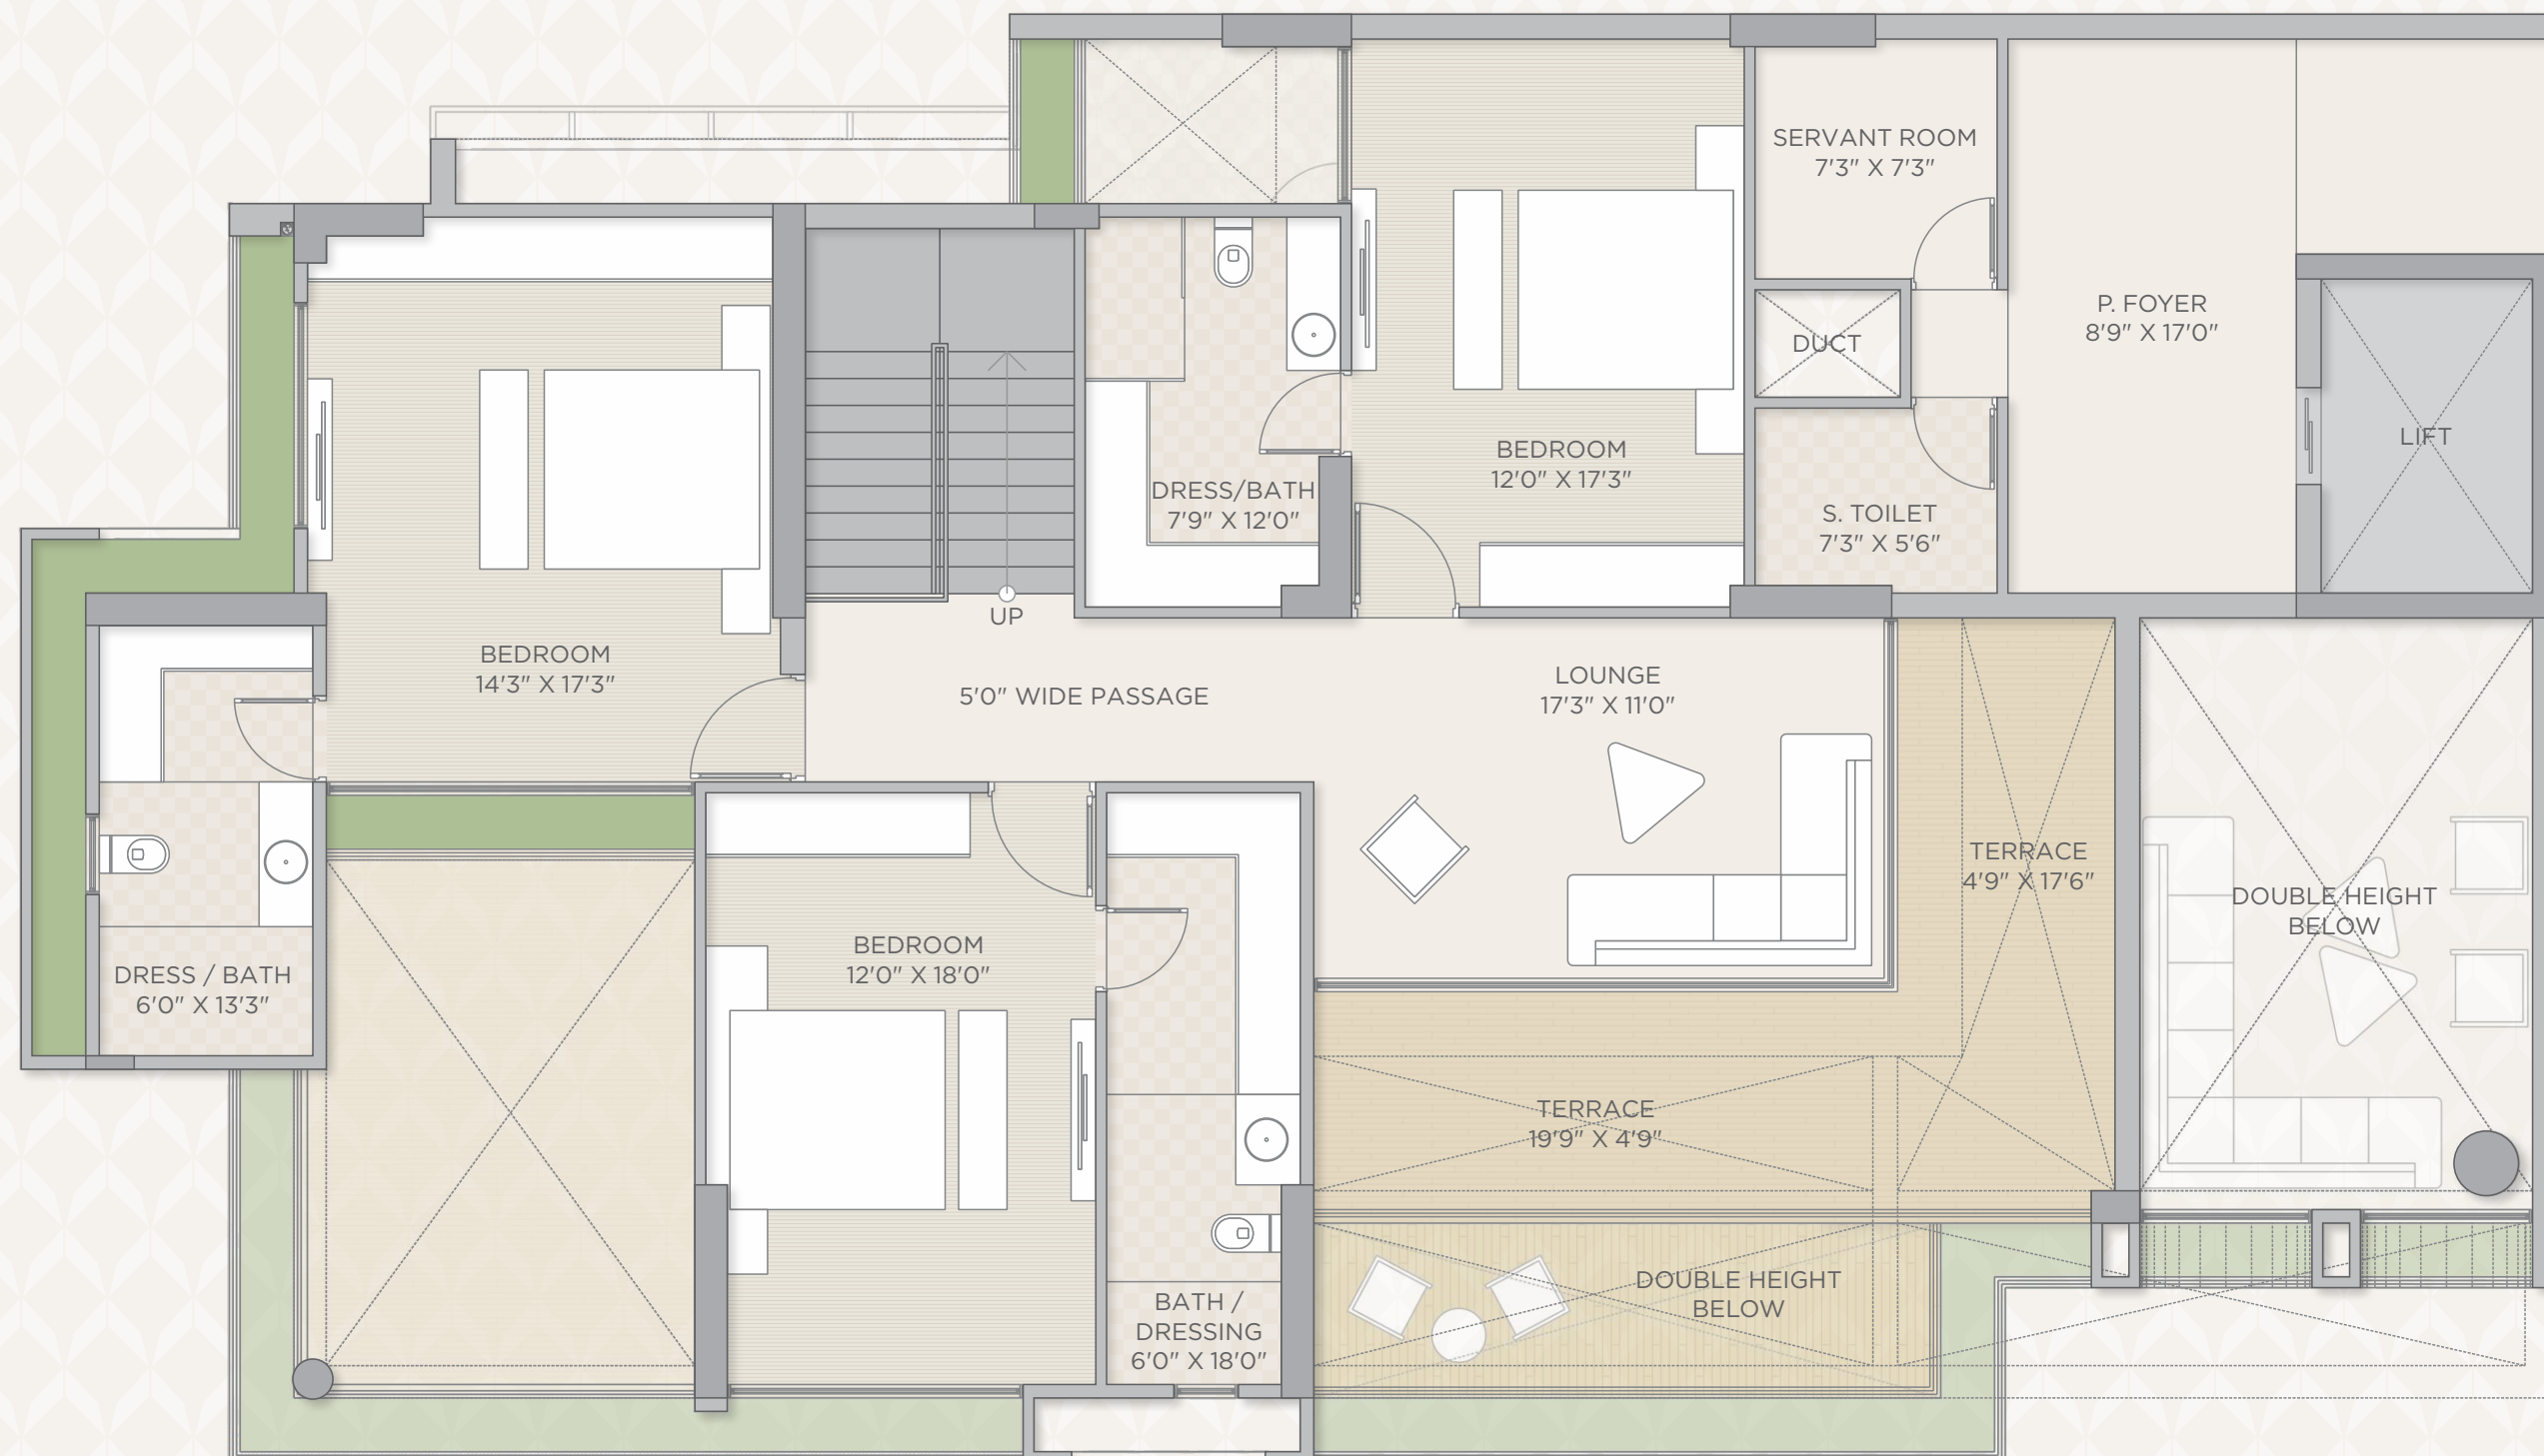 SERVANT ROOM
7'3" X 7'3"
P. FOYER
8'9" X 17'0"
DUCT
LIFT
BEDROOM
12'0" X 17'3"
DRESS/BATH
7'9" X 12'0"
S. TOILET
7'3" X 5'6"
UP
BEDROOM
14'3" X 17'3"
5'0" WIDE PASSAGE
LOUNGE
17'3" X 11'0"
TERRACE
4'9" X 17'6"
DOUBLE HEIGHT
BELOW
BEDROOM
12'0" X 18'0"
DRESS / BATH
6'0" X 13'3"
TERRACE
19'9" X 4'9"
DOUBLE HEIGHT
BELOW
BATH /
DRESSING
6'0" X 18'0"